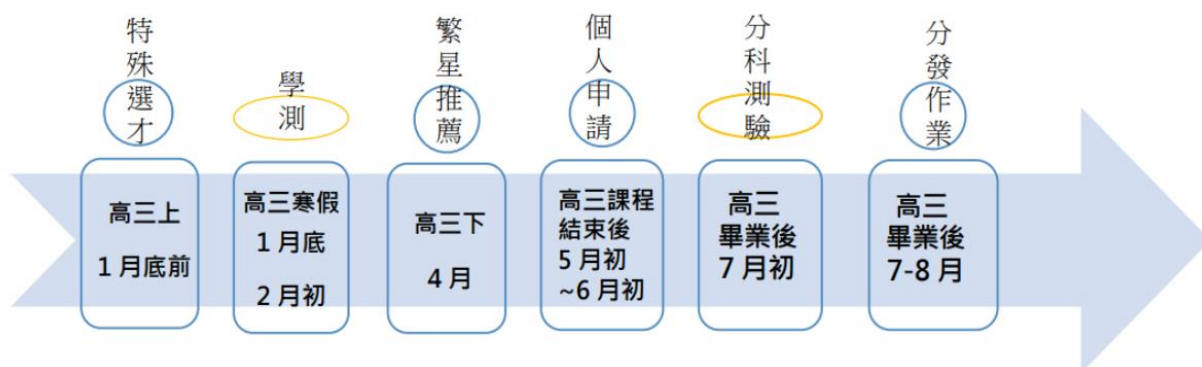 特殊選才
學測
繁星推薦
個人申請
分科測驗
分發作業
高三上
1月底前
高三寒假
1月底
2月初
高三下
4月
高三課程
結束後
5月初
~6月初
高三
畢業後
7月初
高三
畢業後
7-8月